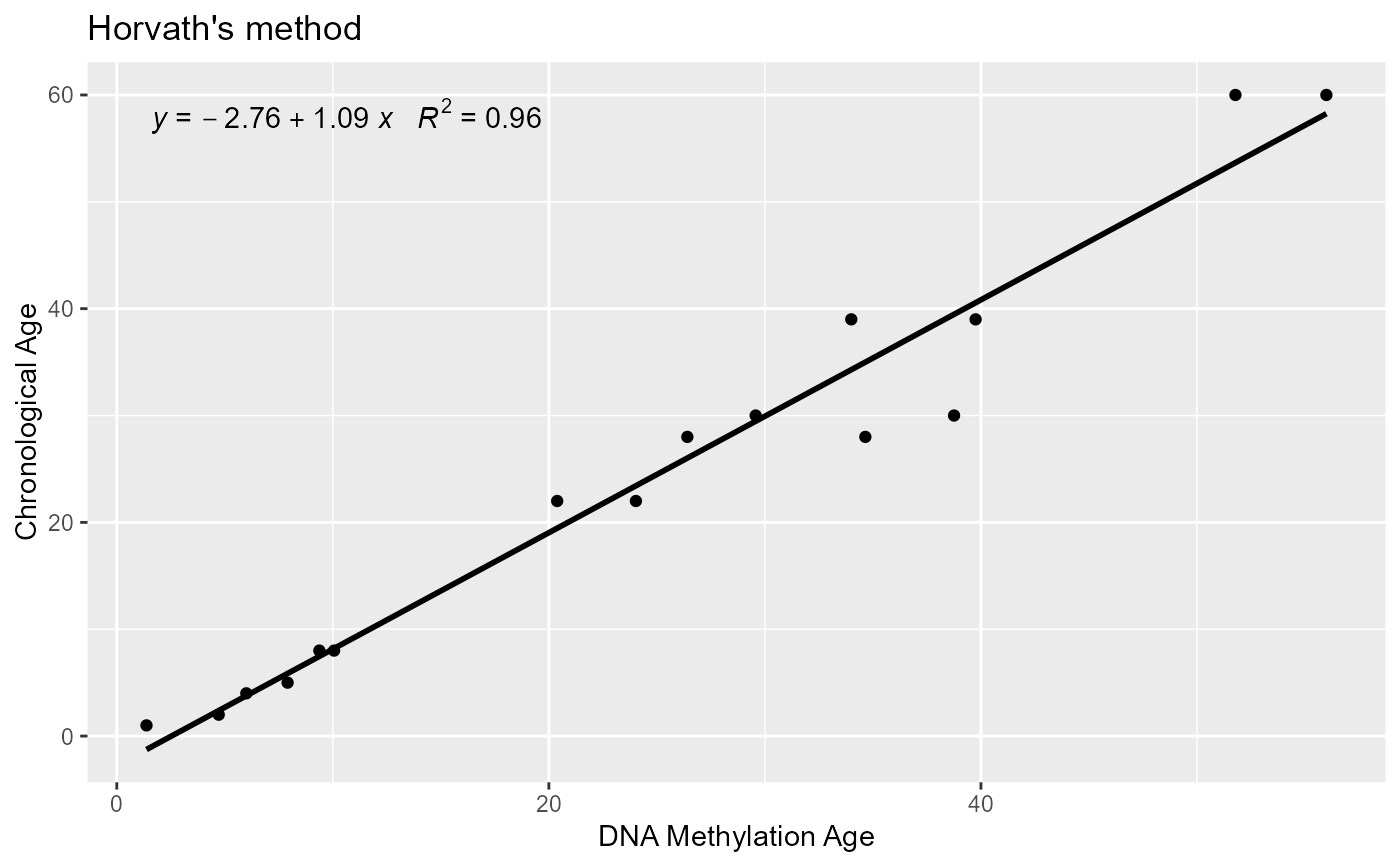 Horvath's method
y = − 2.76 + 1.09 x R² = 0.96
60
40
20
0
Chronological Age
0 20 40
DNA Methylation Age